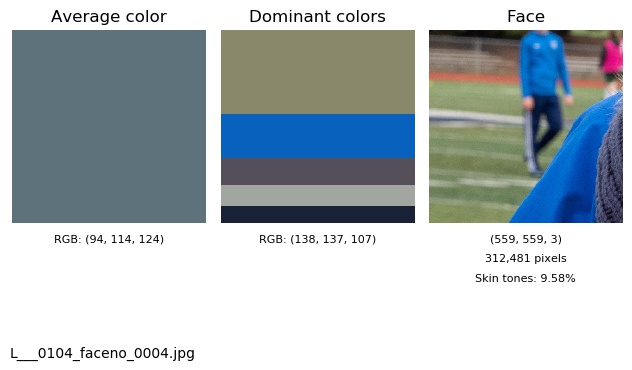 Average color
Dominant colors
Face
RGB: (94, 114, 124)
RGB: (138, 137, 107)
(559, 559, 3)
312,481 pixels
Skin tones: 9.58%
L___0104_faceno_0004.jpg